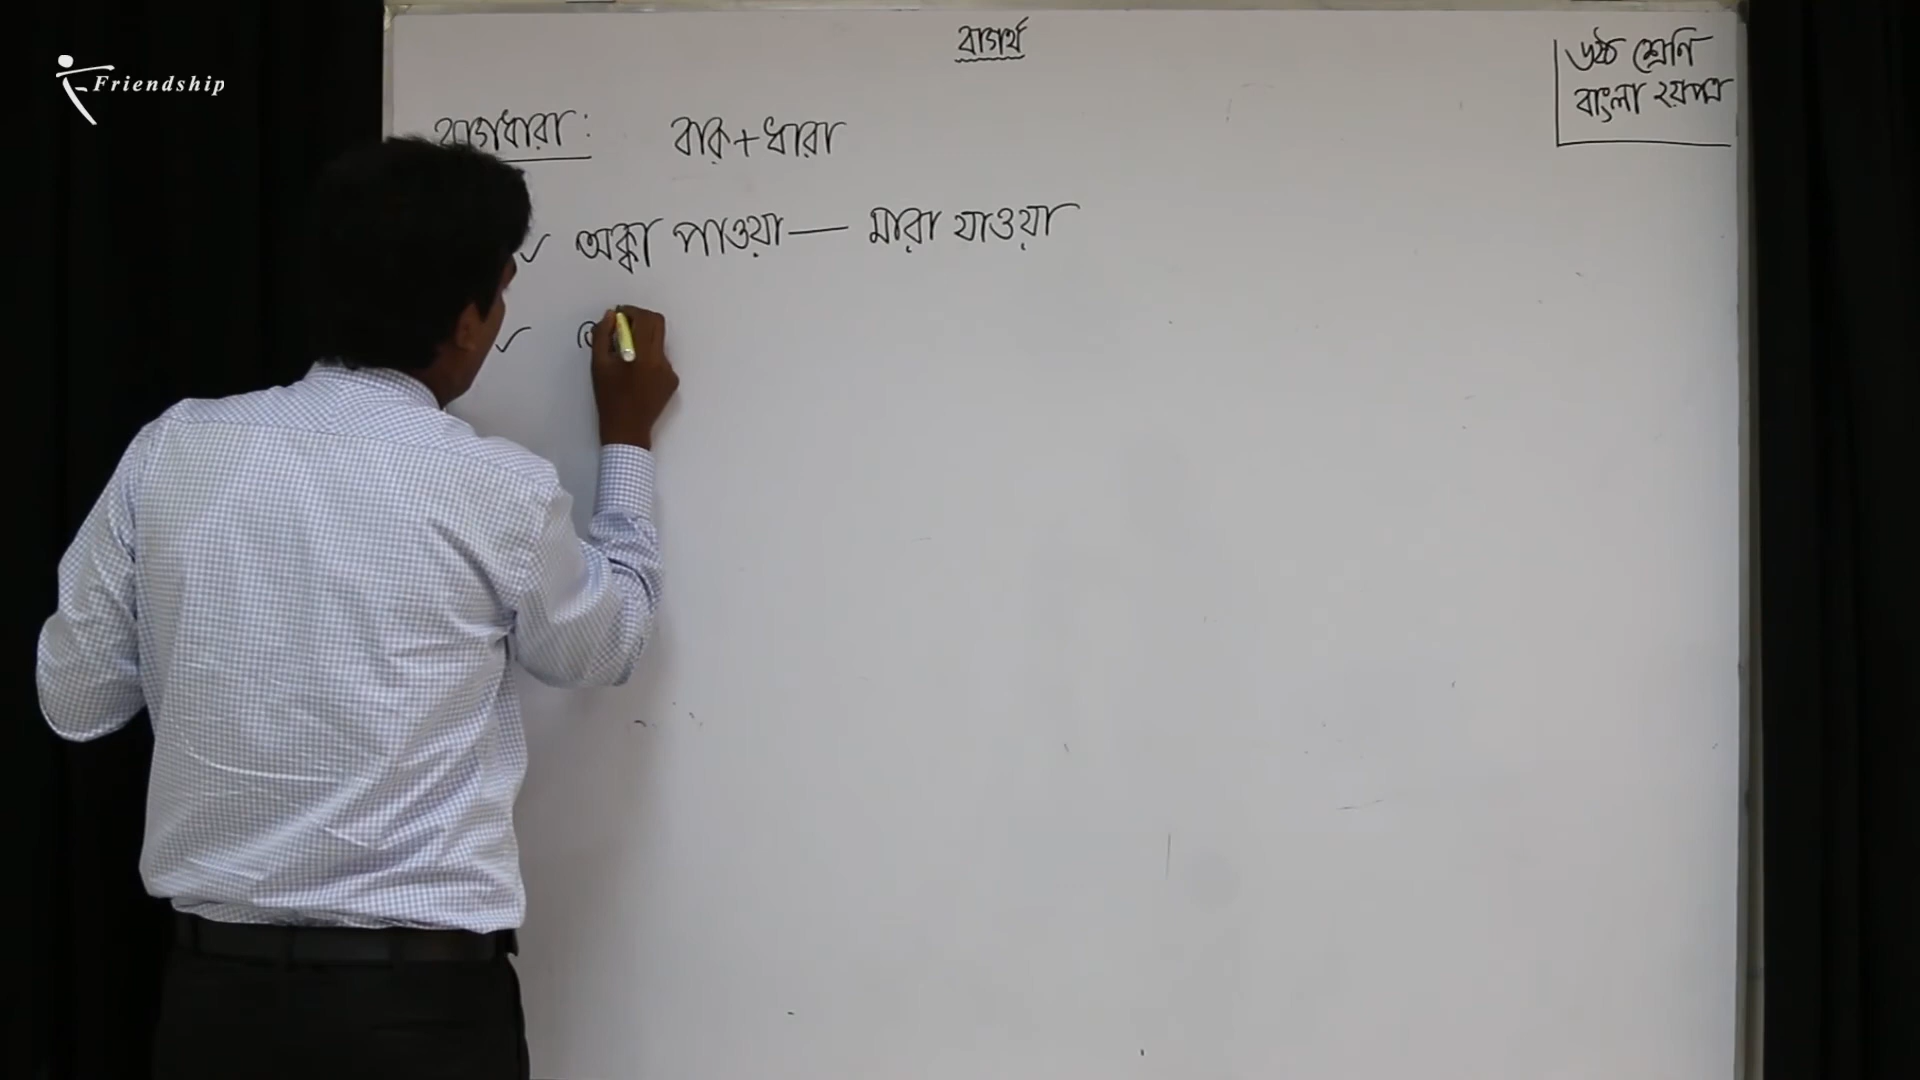 Friendship
বাগর্থ
৬ষ্ঠ শ্রেণি
বাংলা ২য়পত্র
বাগধারা : বাক + ধারা
✓ অক্কা পাওয়া — মারা যাওয়া
✓